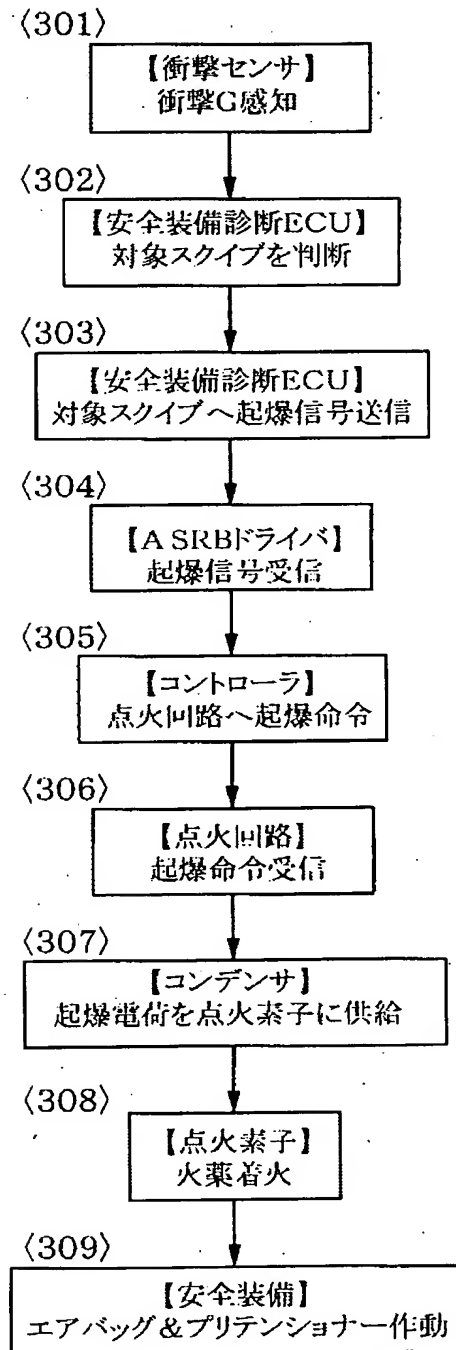 〈301〉
【衝撃センサ】
衝撃G感知
〈302〉
【安全装備診断ECU】
対象スクイブを判断
〈303〉
【安全装備診断ECU】
対象スクイブへ起爆信号送信
〈304〉
【ASRBドライバ】
起爆信号受信
〈305〉
【コントローラ】
点火回路へ起爆命令
〈306〉
【点火回路】
起爆命令受信
〈307〉
【コンデンサ】
起爆電荷を点火素子に供給
〈308〉
【点火素子】
火薬着火
〈309〉
【安全装備】
エアバッグ&プリテンショナー作動